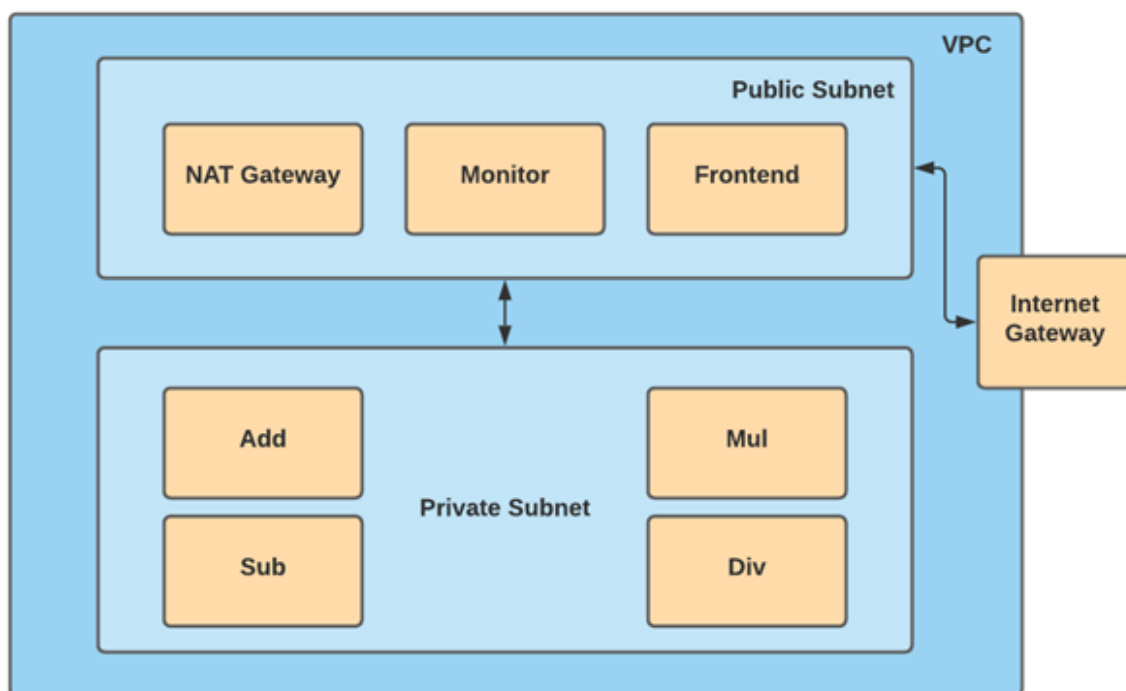 VPC
Public Subnet
NAT Gateway
Monitor
Frontend
Internet
Gateway
Add
Mul
Private Subnet
Sub
Div